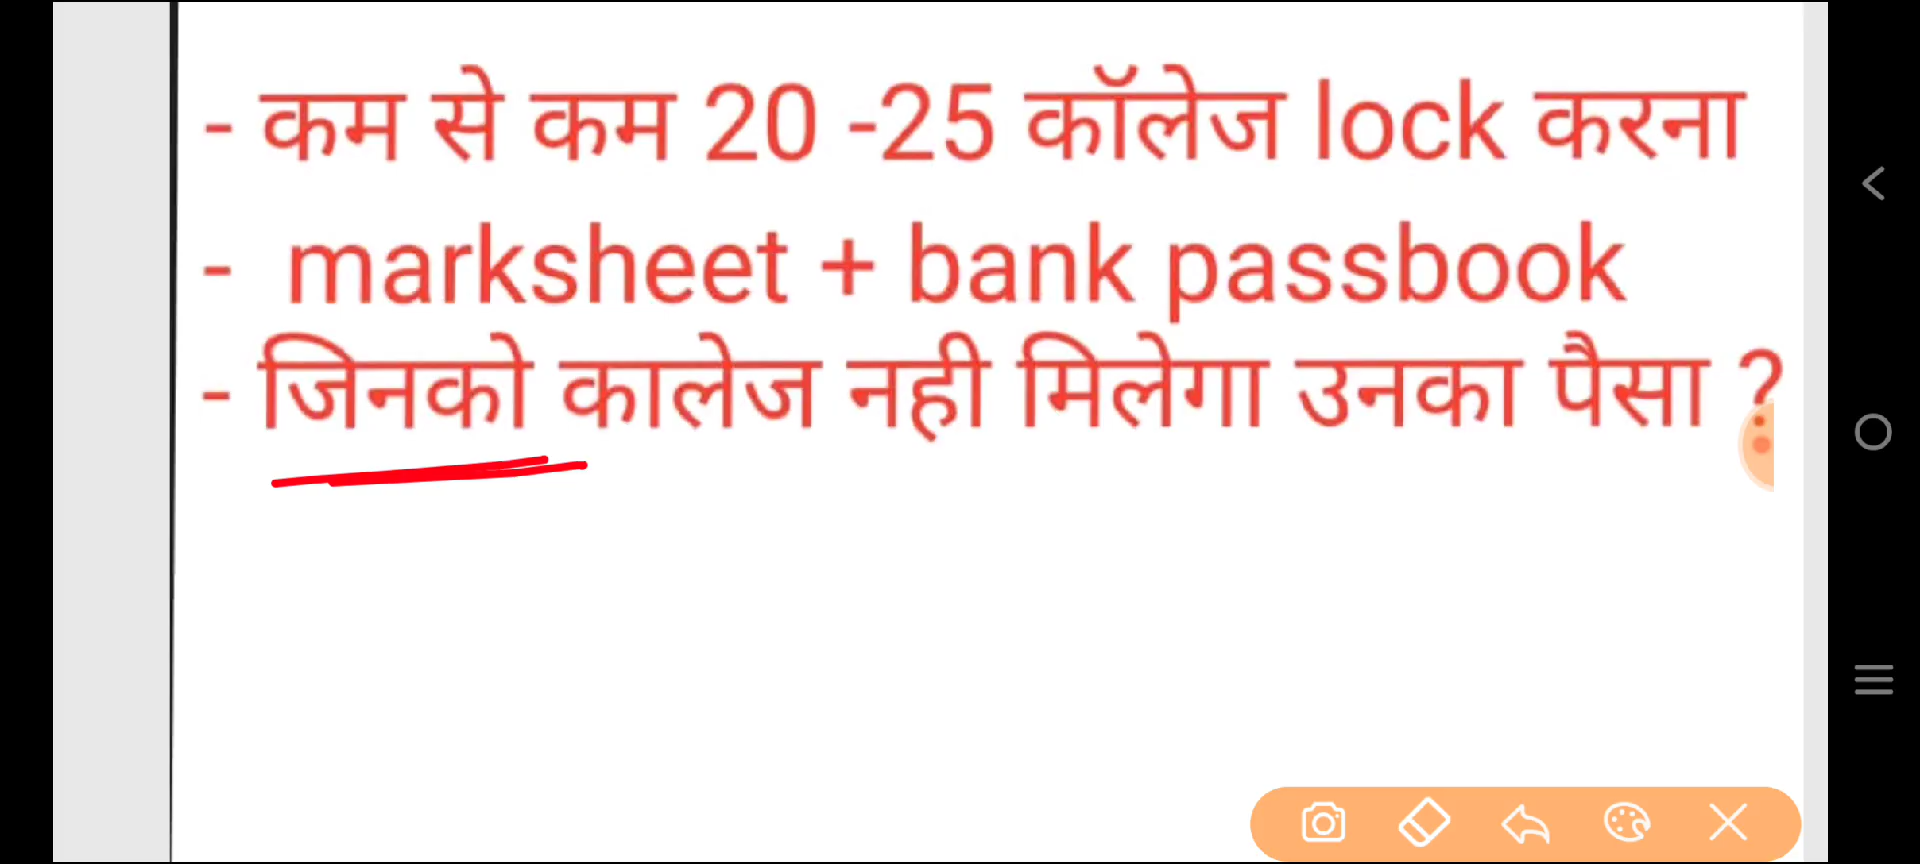 - कम से कम 20 -25 कॉलेज lock करना
- marksheet + bank passbook
- जिनको कालेज नही मिलेगा उनका पैसा ?